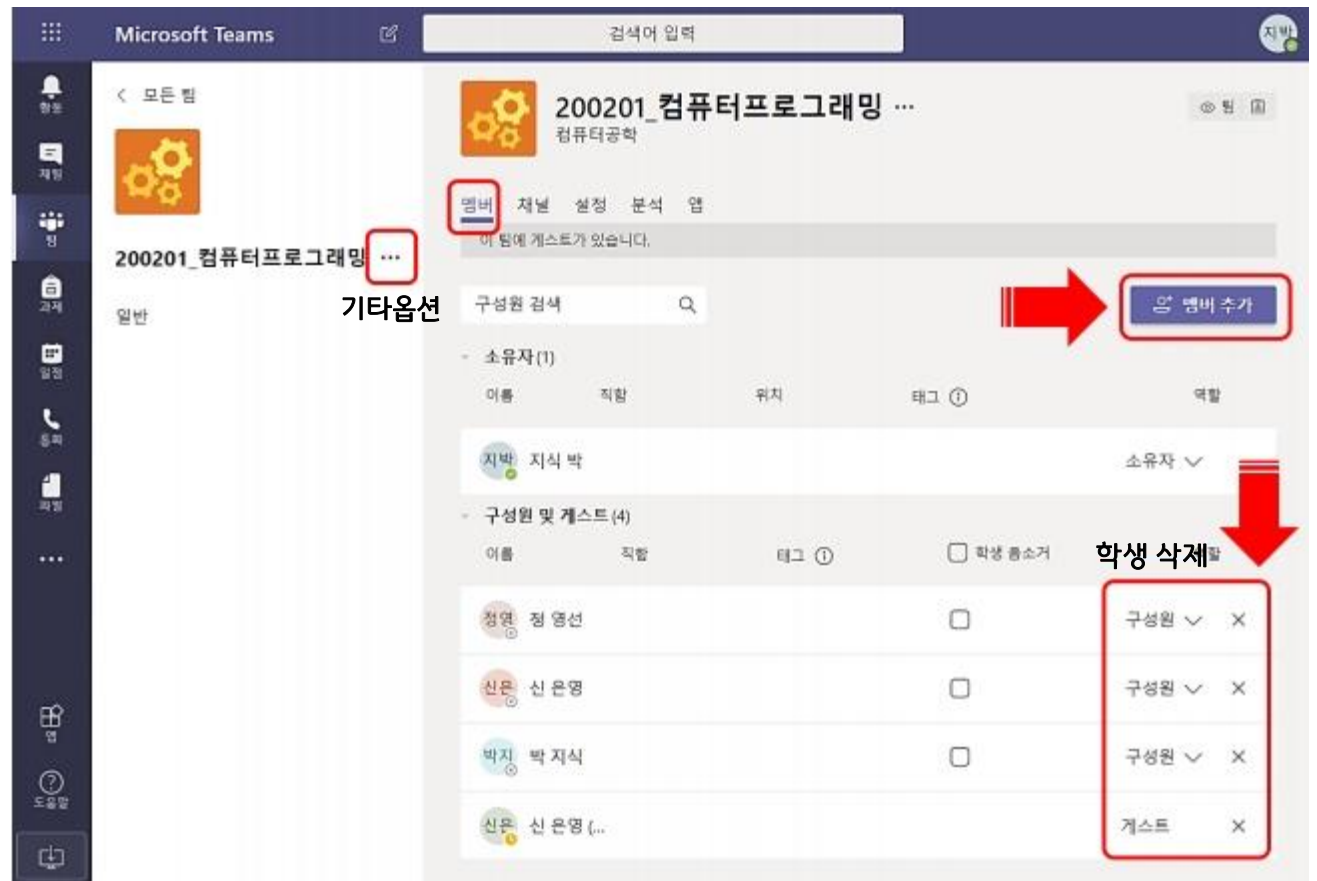 Microsoft Teams
검색어 입력
지박
활동
채팅
팀
과제
일정
통화
파일
앱
도움말
< 모든 팀
200201_컴퓨터프로그래밍 ...
기타옵션
일반
200201_컴퓨터프로그래밍 ...
컴퓨터공학
팀
멤버 채널 설정 분석 앱
이 팀에 게스트가 있습니다.
구성원 검색
멤버 추가
소유자(1)
이름 직함 위치 태그 역할
지박 지식 박 소유자
구성원 및 게스트(4)
이름 직함 태그 학생 음소거
학생 삭제
정영 정 영선 구성원
신은 신 은영 구성원
박지 박 지식 구성원
신은 신 은영 (... 게스트